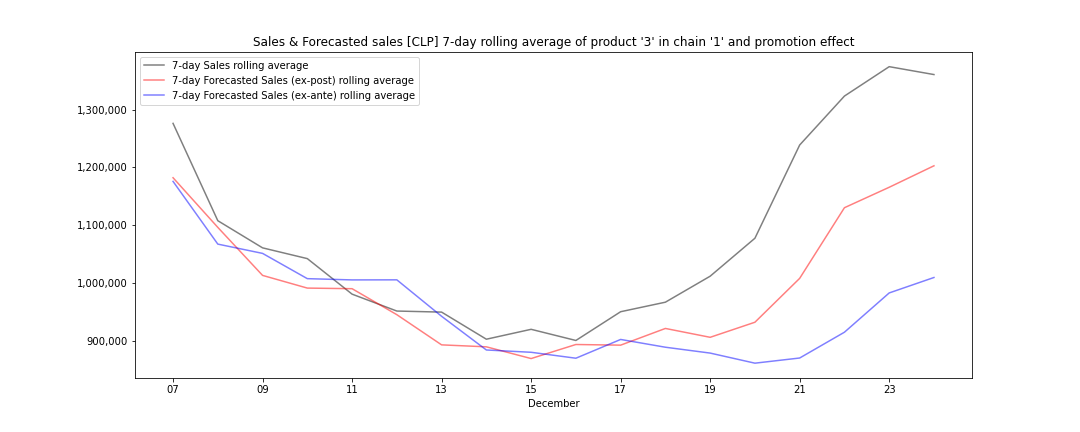 Sales & Forecasted sales [CLP] 7-day rolling average of product '3' in chain '1' and promotion effect
7-day Sales rolling average
7-day Forecasted Sales (ex-post) rolling average
7-day Forecasted Sales (ex-ante) rolling average
1,300,000
1,200,000
1,100,000
1,000,000
900,000
07 09 11 13 15 17 19 21 23
December